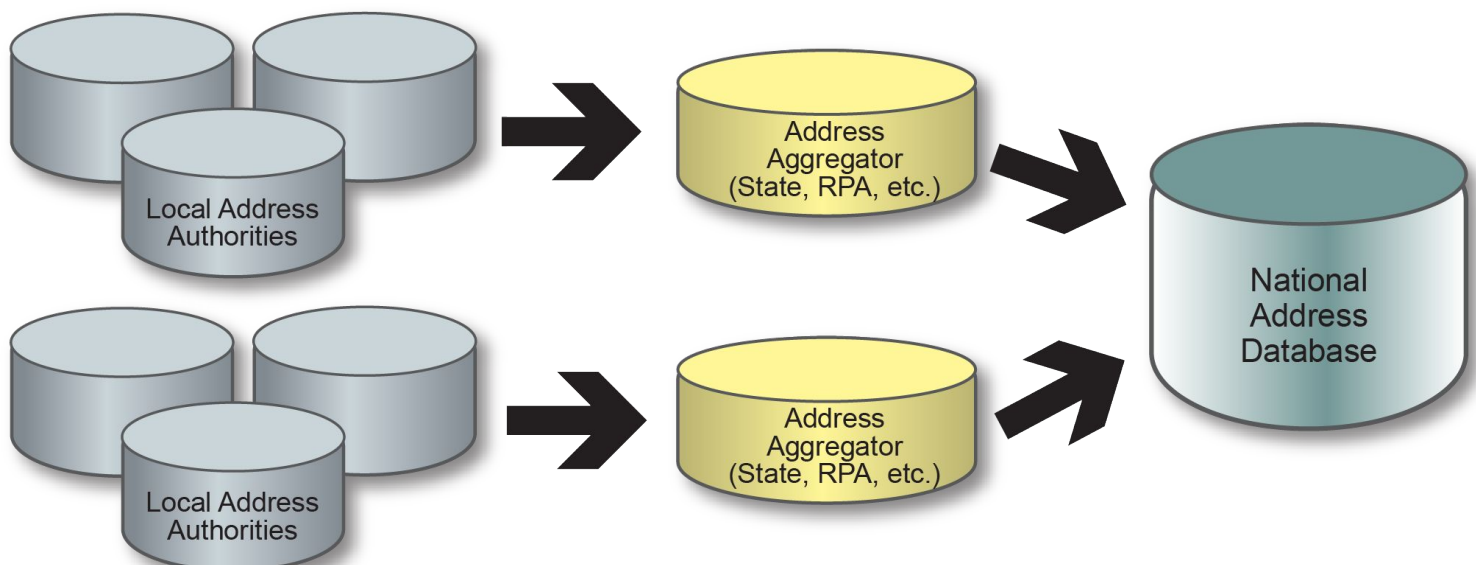 Local Address
Authorities
Address
Aggregator
(State, RPA, etc.)
Local Address
Authorities
Address
Aggregator
(State, RPA, etc.)
National
Address
Database